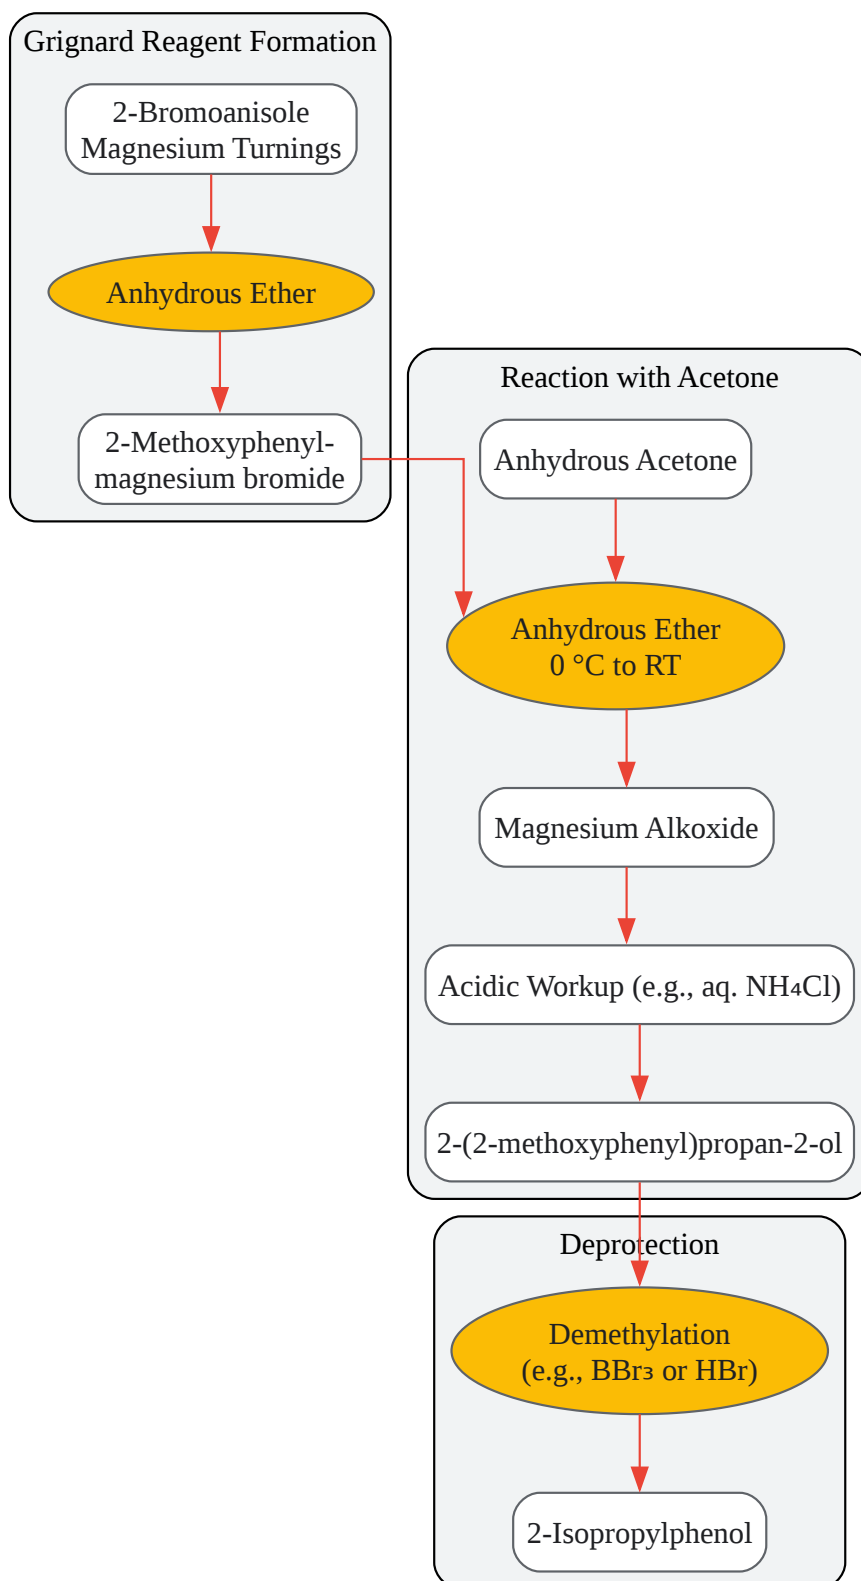 Grignard Reagent Formation
2-Bromoanisole
Magnesium Turnings
Anhydrous Ether
2-Methoxyphenyl-
magnesium bromide
Reaction with Acetone
Anhydrous Acetone
Anhydrous Ether
0 °C to RT
Magnesium Alkoxide
Acidic Workup (e.g., aq. NH₄Cl)
2-(2-methoxyphenyl)propan-2-ol
Deprotection
Demethylation
(e.g., BBr₃ or HBr)
2-Isopropylphenol